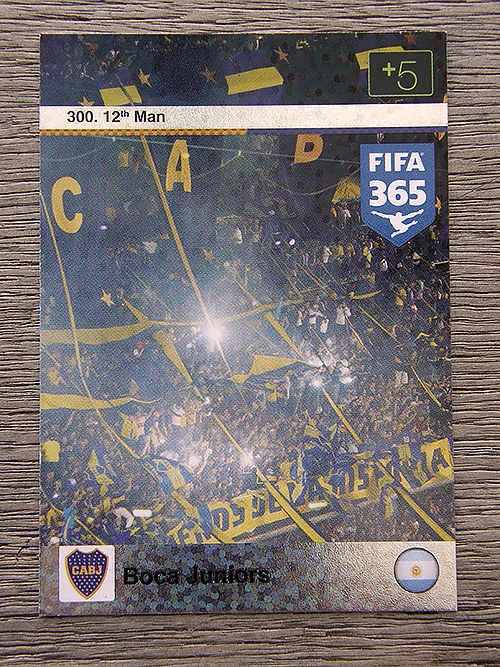 +5
300. 12th Man
C A B
FIFA
365
CABJ
Boca Juniors